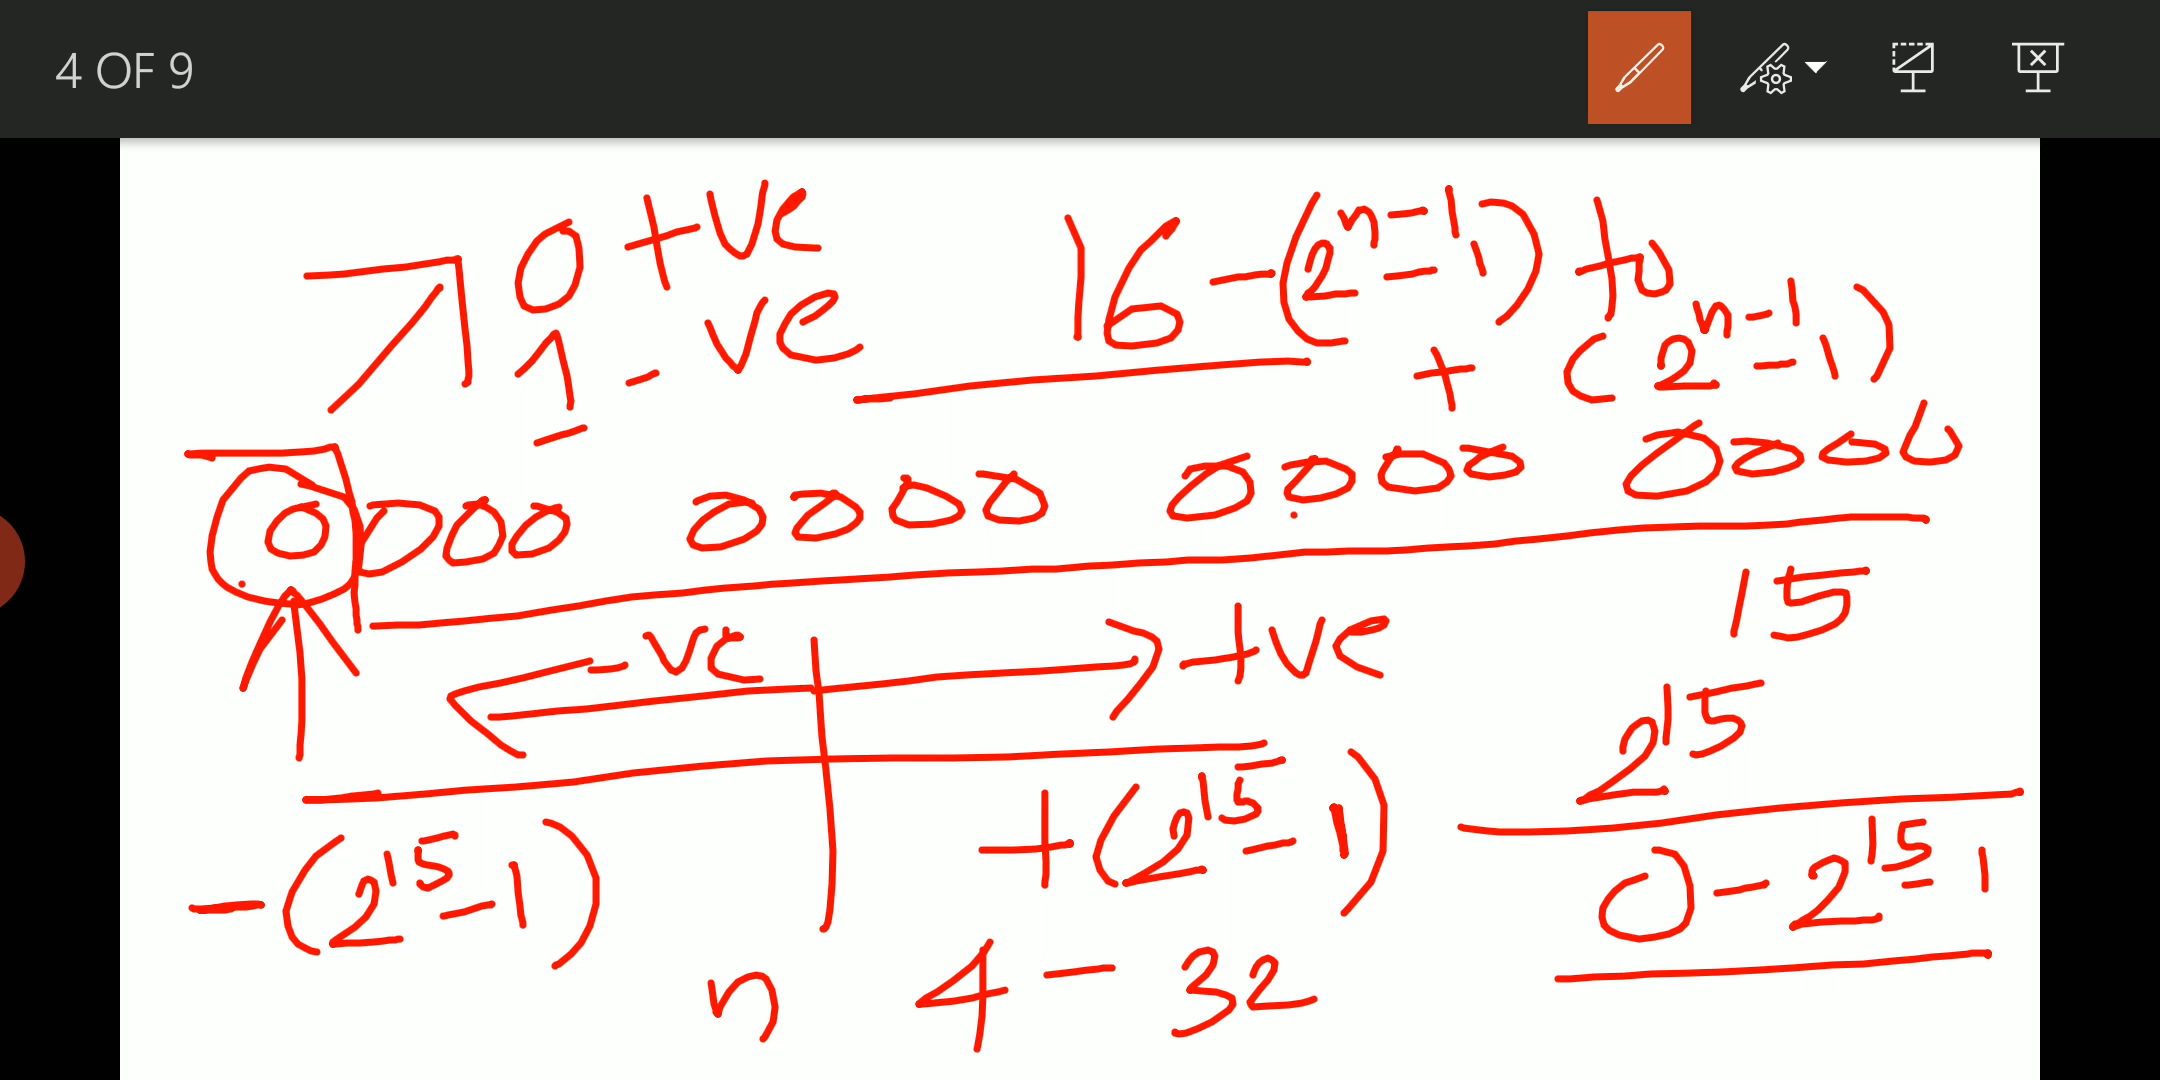 4 OF 9
0 +ve
1 - ve
16 -(2^{n-1}-1) to
+ (2^{n-1}-1)
0000 0000 0000 0000
15
-ve +ve
2^{15}
-(2^{15}-1) +(2^{15}-1)
0-2^{15}-1
n 4-32